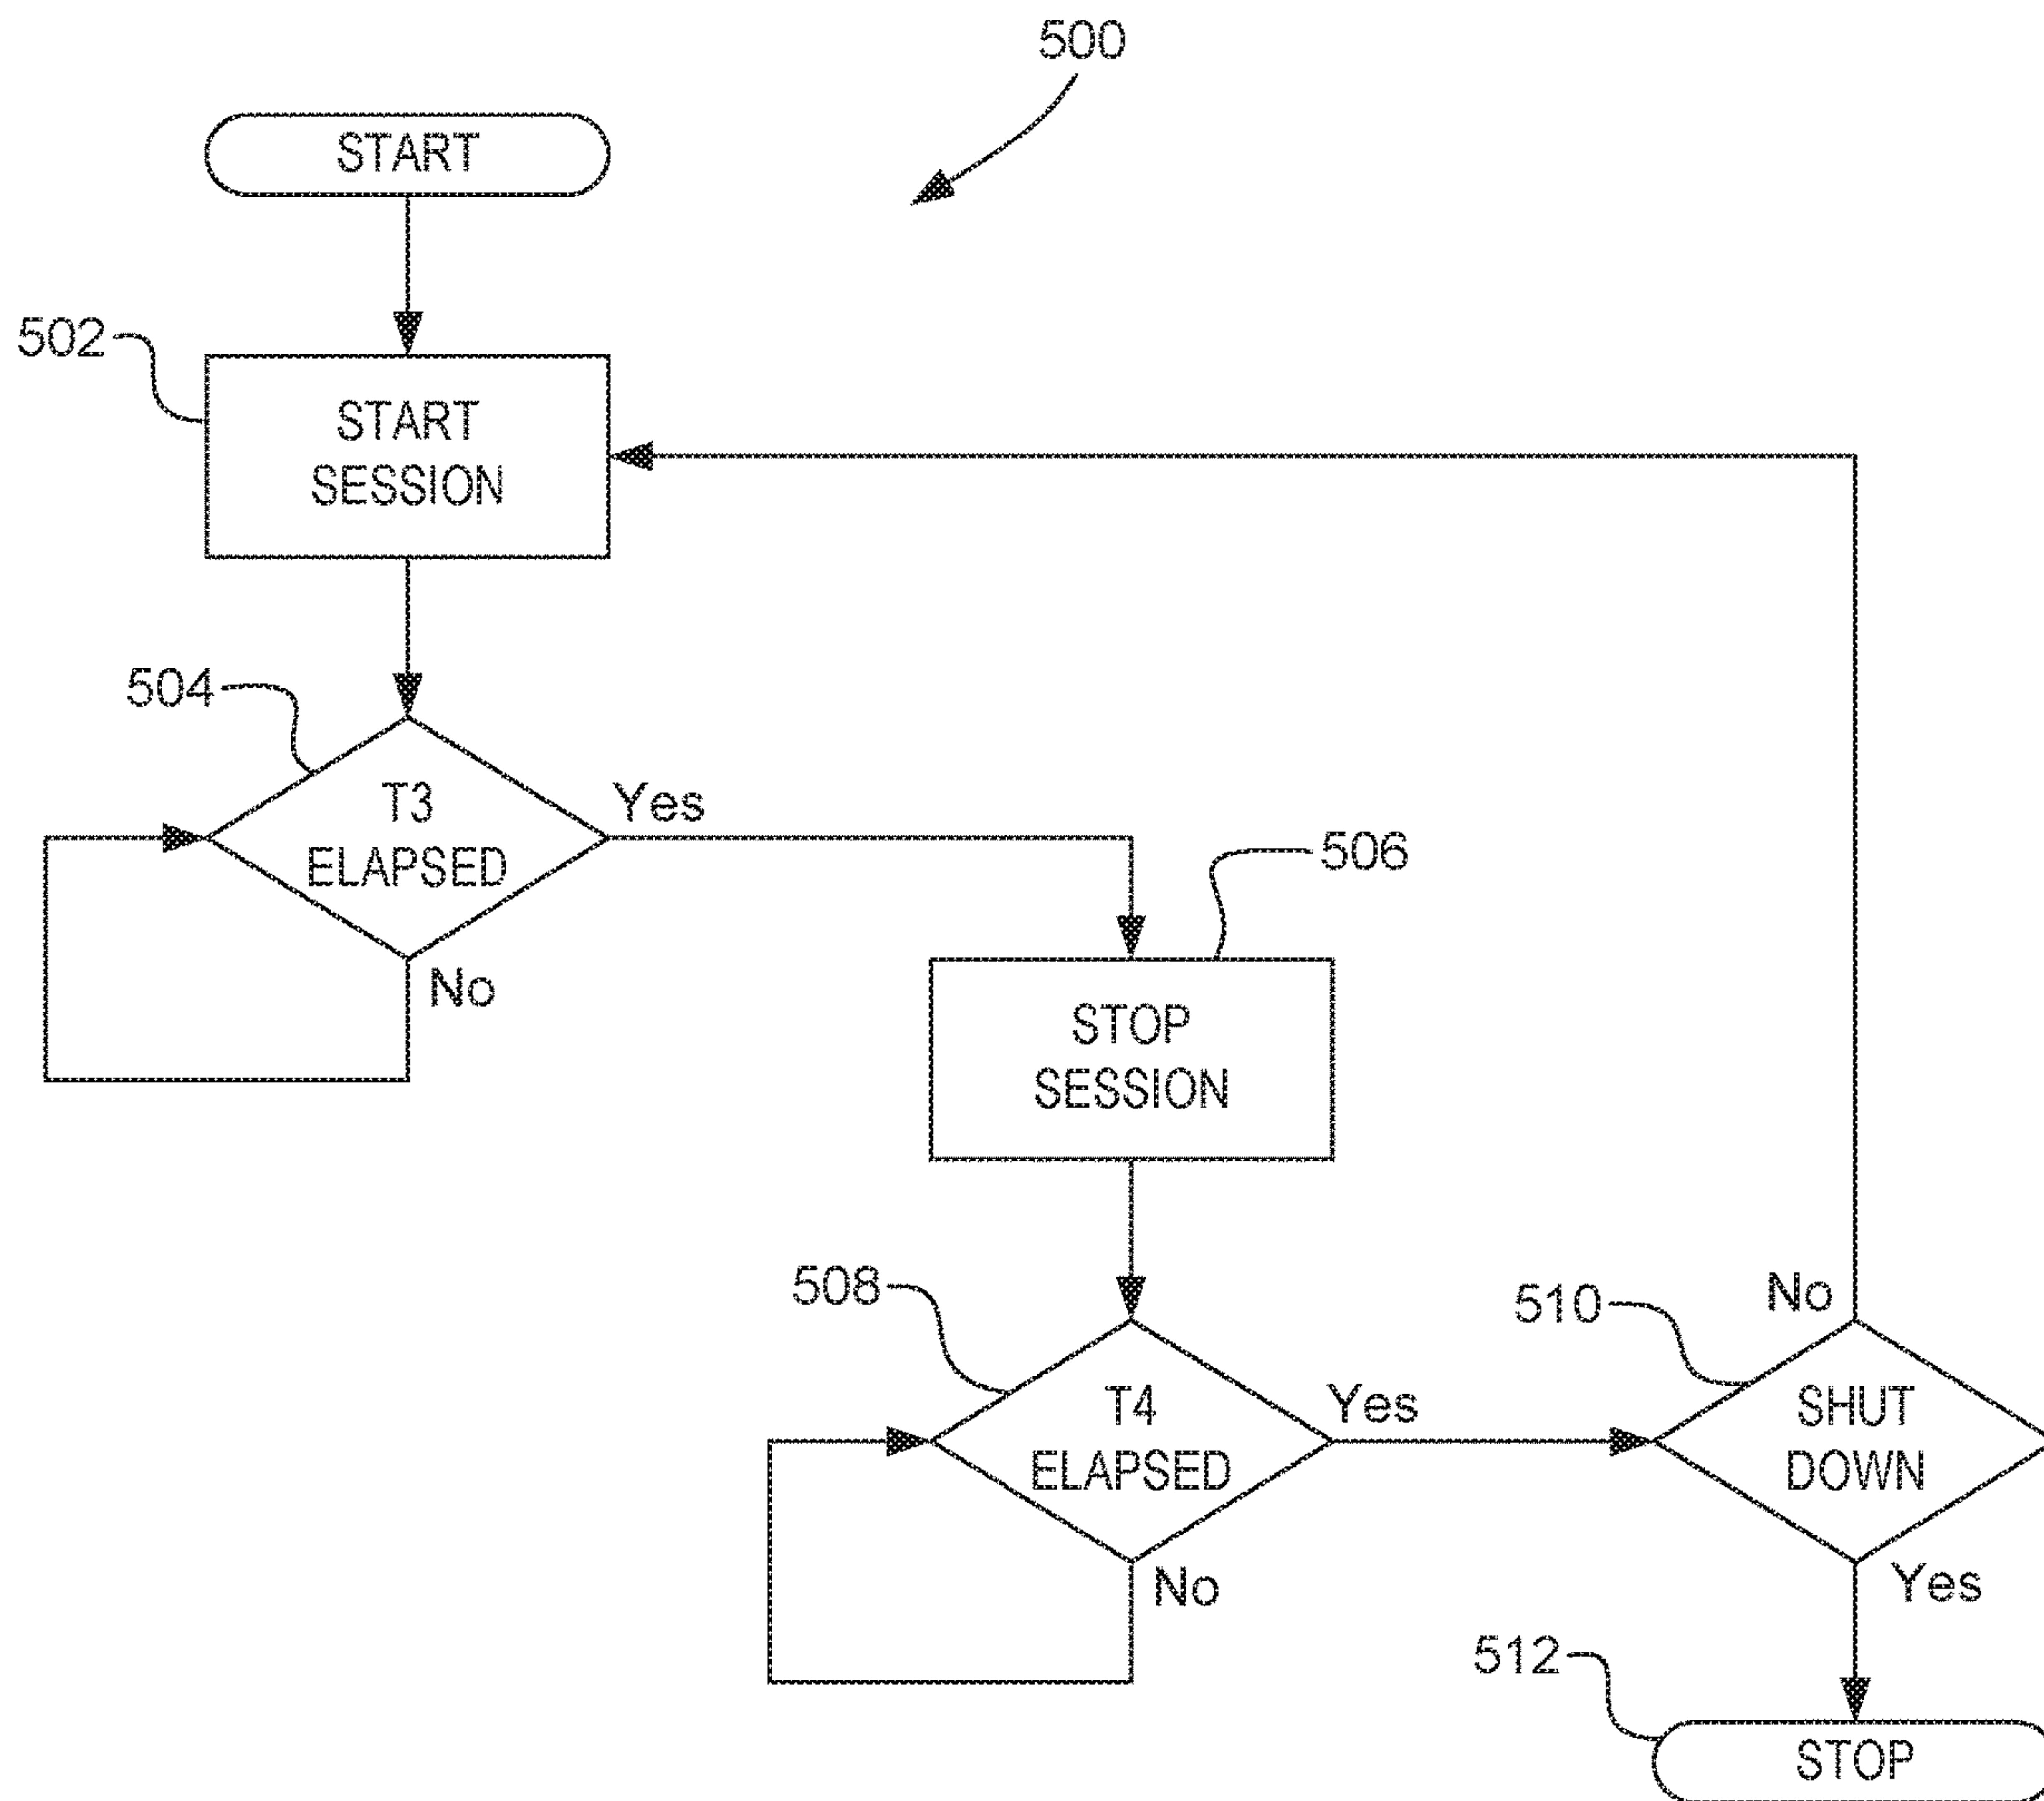 500
START
502
START
SESSION
504
T3
ELAPSED
Yes
No
506
STOP
SESSION
508
T4
ELAPSED
Yes
No
510
No
SHUT
DOWN
Yes
512
STOP